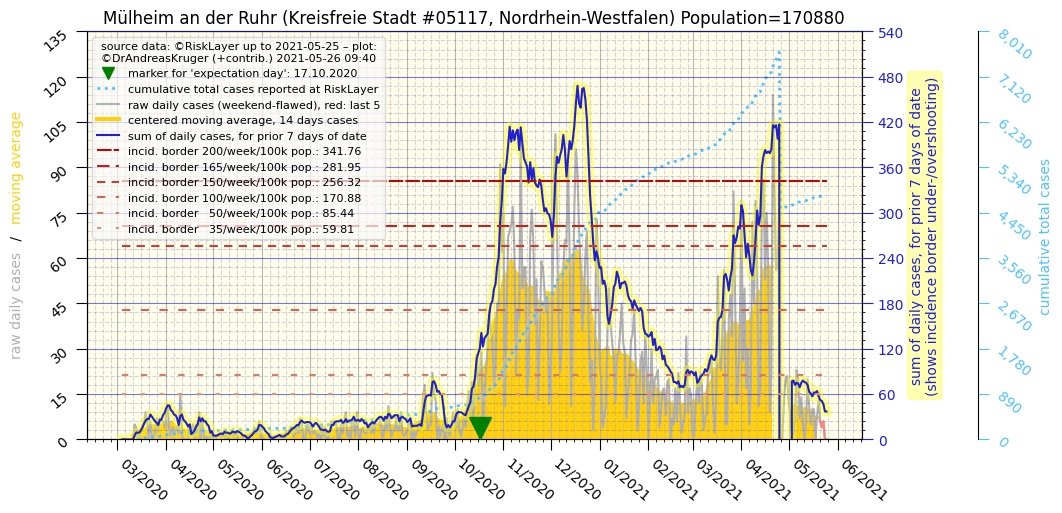 Mülheim an der Ruhr (Kreisfreie Stadt #05117, Nordrhein-Westfalen) Population=170880
source data: ©RiskLayer up to 2021-05-25 – plot:
©DrAndreasKruger (+contrib.) 2021-05-26 09:40
marker for 'expectation day': 17.10.2020
cumulative total cases reported at RiskLayer
raw daily cases (weekend-flawed), red: last 5
centered moving average, 14 days cases
sum of daily cases, for prior 7 days of date
incid. border 200/week/100k pop.: 341.76
incid. border 165/week/100k pop.: 281.95
incid. border 150/week/100k pop.: 256.32
incid. border 100/week/100k pop.: 170.88
incid. border   50/week/100k pop.: 85.44
incid. border   35/week/100k pop.: 59.81
raw daily cases / moving average
135
120
105
90
75
60
45
30
15
0
03/2020
04/2020
05/2020
06/2020
07/2020
08/2020
09/2020
10/2020
11/2020
12/2020
01/2021
02/2021
03/2021
04/2021
05/2021
06/2021
540
480
420
360
300
240
180
120
60
0
sum of daily cases, for prior 7 days of date
(shows incidence border under-/overshooting)
8,010
7,120
6,230
5,340
4,450
3,560
2,670
1,780
890
0
cumulative total cases